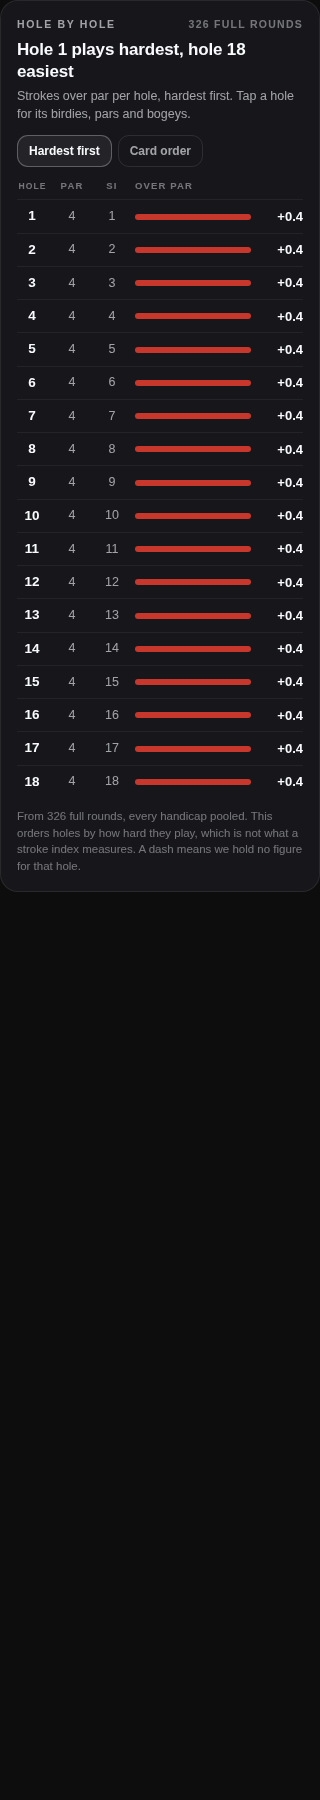 HOLE BY HOLE 326 FULL ROUNDS
Hole 1 plays hardest, hole 18
easiest
Strokes over par per hole, hardest first. Tap a hole
for its birdies, pars and bogeys.
Hardest first Card order
HOLE PAR SI OVER PAR
1 4 1 +0.4
2 4 2 +0.4
3 4 3 +0.4
4 4 4 +0.4
5 4 5 +0.4
6 4 6 +0.4
7 4 7 +0.4
8 4 8 +0.4
9 4 9 +0.4
10 4 10 +0.4
11 4 11 +0.4
12 4 12 +0.4
13 4 13 +0.4
14 4 14 +0.4
15 4 15 +0.4
16 4 16 +0.4
17 4 17 +0.4
18 4 18 +0.4
From 326 full rounds, every handicap pooled. This
orders holes by how hard they play, which is not what a
stroke index measures. A dash means we hold no figure
for that hole.